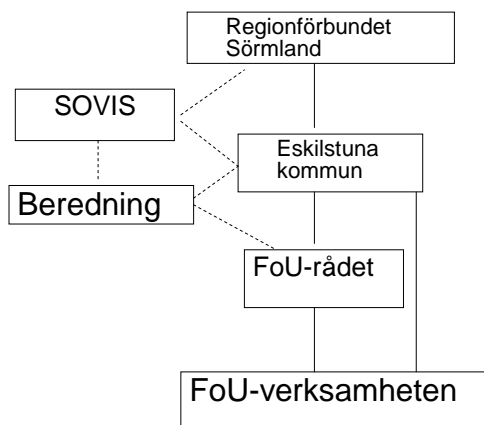 Regionförbundet
Sörmland
SOVIS
Eskilstuna
kommun
Beredning
FoU-rådet
FoU-verksamheten